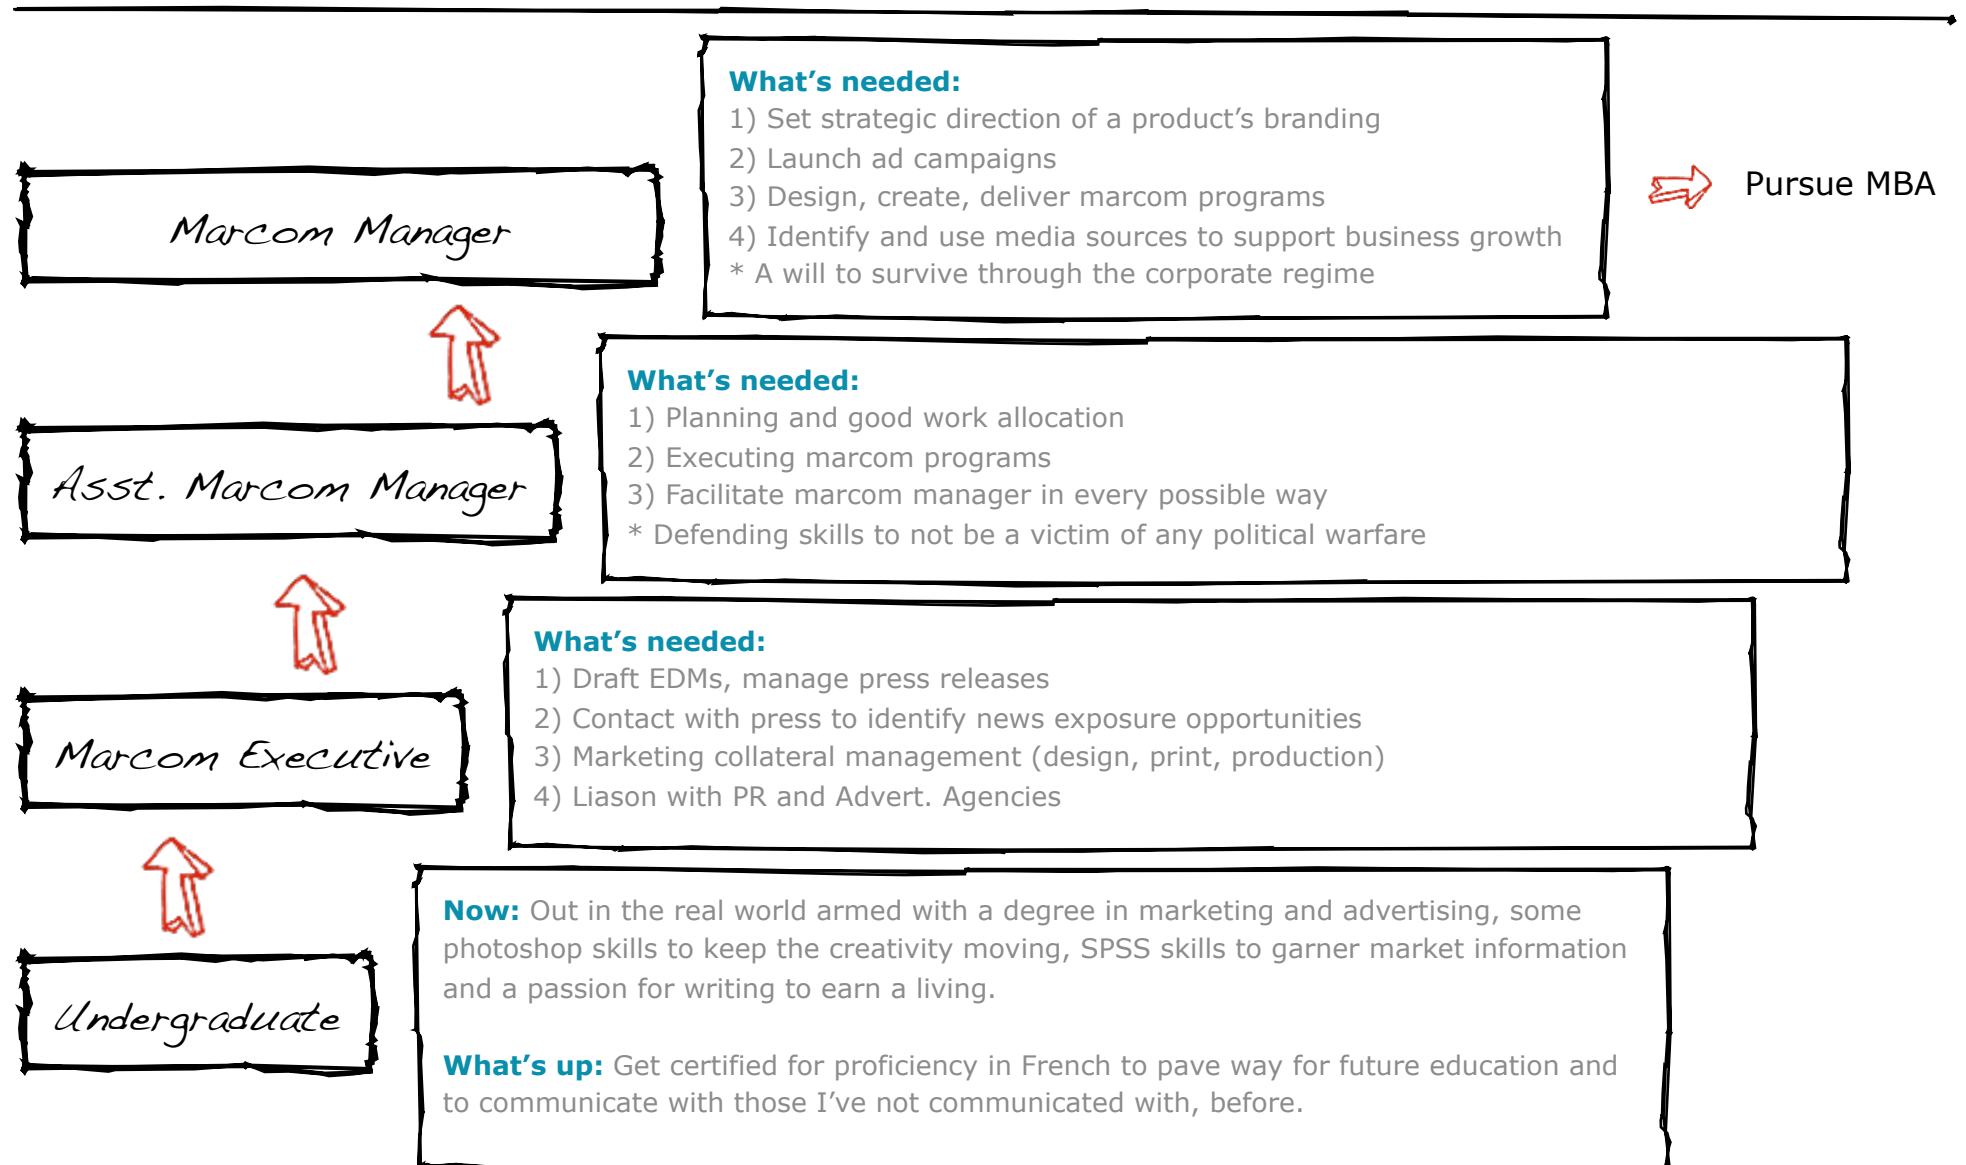 What’s needed:
1) Set strategic direction of a product’s branding
2) Launch ad campaigns
3) Design, create, deliver marcom programs
4) Identify and use media sources to support business growth
* A will to survive through the corporate regime
Pursue MBA
Marcom Manager
What’s needed:
1) Planning and good work allocation
2) Executing marcom programs
3) Facilitate marcom manager in every possible way
* Defending skills to not be a victim of any political warfare
Asst. Marcom Manager
What’s needed:
1) Draft EDMs, manage press releases
2) Contact with press to identify news exposure opportunities
3) Marketing collateral management (design, print, production)
4) Liason with PR and Advert. Agencies
Marcom Executive
Now: Out in the real world armed with a degree in marketing and advertising, some
photoshop skills to keep the creativity moving, SPSS skills to garner market information
and a passion for writing to earn a living.
What’s up: Get certified for proficiency in French to pave way for future education and
to communicate with those I’ve not communicated with, before.
Undergraduate